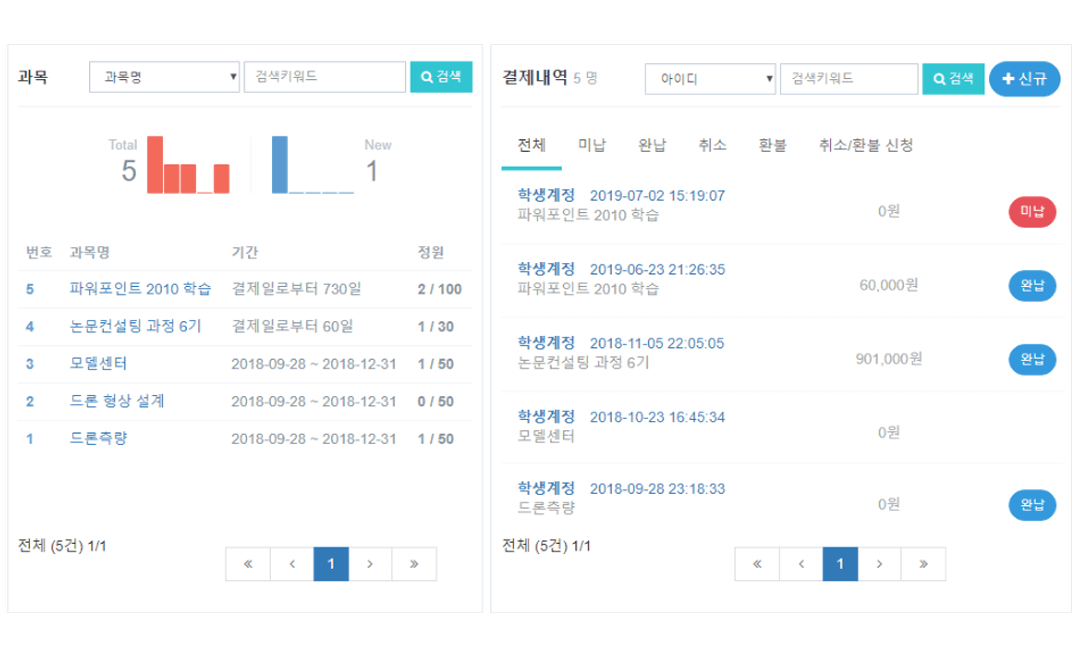 과목 과목명 검색키워드 검색
Total 5 New 1
번호 과목명 기간 정원
5 파워포인트 2010 학습 결제일로부터 730일 2 / 100
4 논문컨설팅 과정 6기 결제일로부터 60일 1 / 30
3 모델센터 2018-09-28 ~ 2018-12-31 1 / 50
2 드론 형상 설계 2018-09-28 ~ 2018-12-31 0 / 50
1 드론측량 2018-09-28 ~ 2018-12-31 1 / 50
전체 (5건) 1/1
« ‹ 1 › »
결제내역 5 명 아이디 검색키워드 검색 + 신규
전체 미납 완납 취소 환불 취소/환불 신청
학생계정 2019-07-02 15:19:07
파워포인트 2010 학습 0원 미납
학생계정 2019-06-23 21:26:35
파워포인트 2010 학습 60,000원 완납
학생계정 2018-11-05 22:05:05
논문컨설팅 과정 6기 901,000원 완납
학생계정 2018-10-23 16:45:34
모델센터 0원
학생계정 2018-09-28 23:18:33
드론측량 0원 완납
전체 (5건) 1/1
« ‹ 1 › »